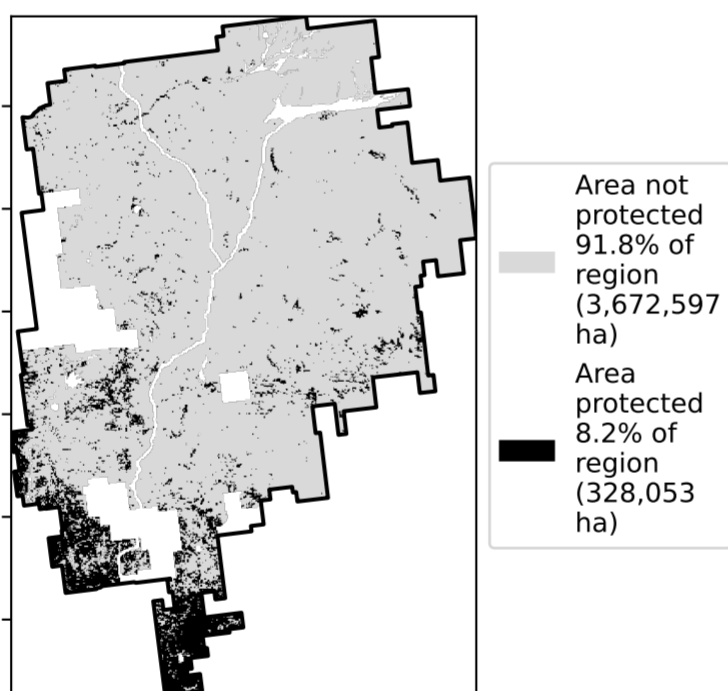 Area not
protected
91.8% of
region
(3,672,597
ha)
Area
protected
8.2% of
region
(328,053
ha)